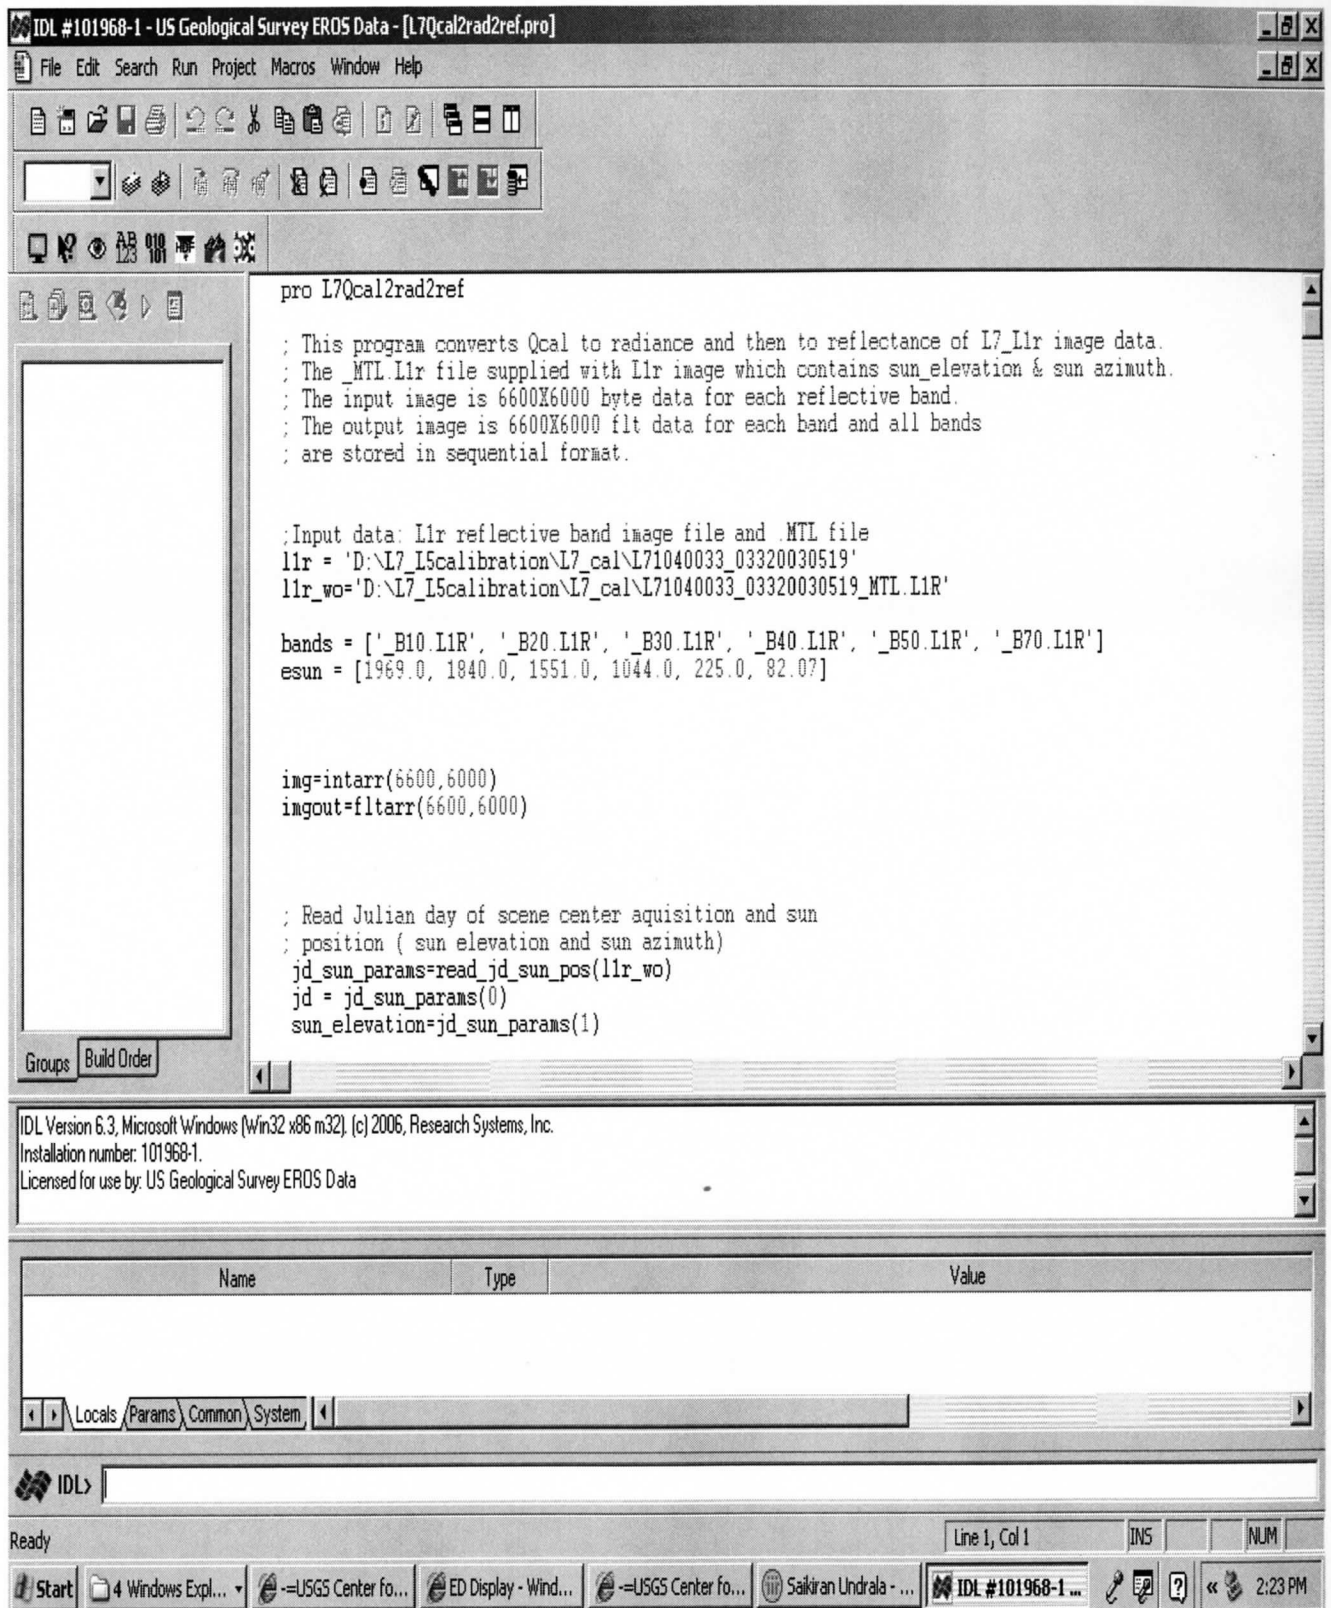 IDL #101968-1 - US Geological Survey EROS Data - [L7Qcal2rad2ref.pro]
File Edit Search Run Project Macros Window Help
AB 010
123 101 HDF
pro L7Qcal2rad2ref
; This program converts Qcal to radiance and then to reflectance of L7_L1r image data.
; The _MTL.L1r file supplied with L1r image which contains sun_elevation & sun azimuth.
; The input image is 6600X6000 byte data for each reflective band.
; The output image is 6600X6000 flt data for each band and all bands
; are stored in sequential format.
;Input data: L1r reflective band image file and .MTL file
l1r = 'D:\L7_L5calibration\L7_cal\L71040033_03320030519'
l1r_wo='D:\L7_L5calibration\L7_cal\L71040033_03320030519_MTL.L1R'
bands = ['_B10.L1R', '_B20.L1R', '_B30.L1R', '_B40.L1R', '_B50.L1R', '_B70.L1R']
esun = [1969.0, 1840.0, 1551.0, 1044.0, 225.0, 82.07]
img=intarr(6600,6000)
imgout=fltarr(6600,6000)
; Read Julian day of scene center aquisition and sun
; position ( sun elevation and sun azimuth)
jd_sun_params=read_jd_sun_pos(l1r_wo)
jd = jd_sun_params(0)
sun_elevation=jd_sun_params(1)
Groups Build Order
IDL Version 6.3, Microsoft Windows (Win32 x86 m32). (c) 2006, Research Systems, Inc.
Installation number: 101968-1.
Licensed for use by: US Geological Survey EROS Data
Name Type Value
Locals Params Common System
IDL>
Ready Line 1, Col 1 INS NUM
Start 4 Windows Expl... -=USGS Center fo... ED Display - Wind... -=USGS Center fo... Saikiran Undrala - ... IDL #101968-1 ... « 2:23 PM